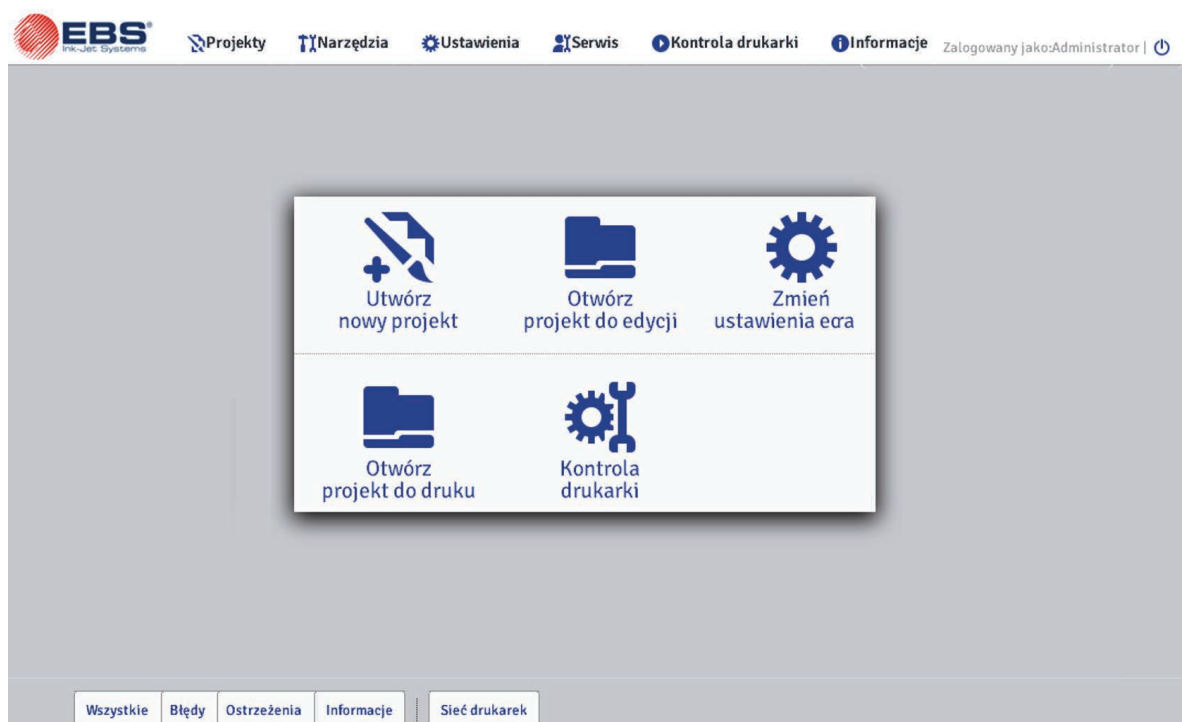 EBS®
Ink-Jet Systems
Projekty
Narzędzia
Ustawienia
Serwis
Kontrola drukarki
Informacje
Zalogowany jako:Administrator |
Utwórz
nowy projekt
Otwórz
projekt do edycji
Zmień
ustawienia
Otwórz
projekt do druku
Kontrola
drukarki
Wszystkie
Błędy
Ostrzeżenia
Informacje
Sieć drukarek